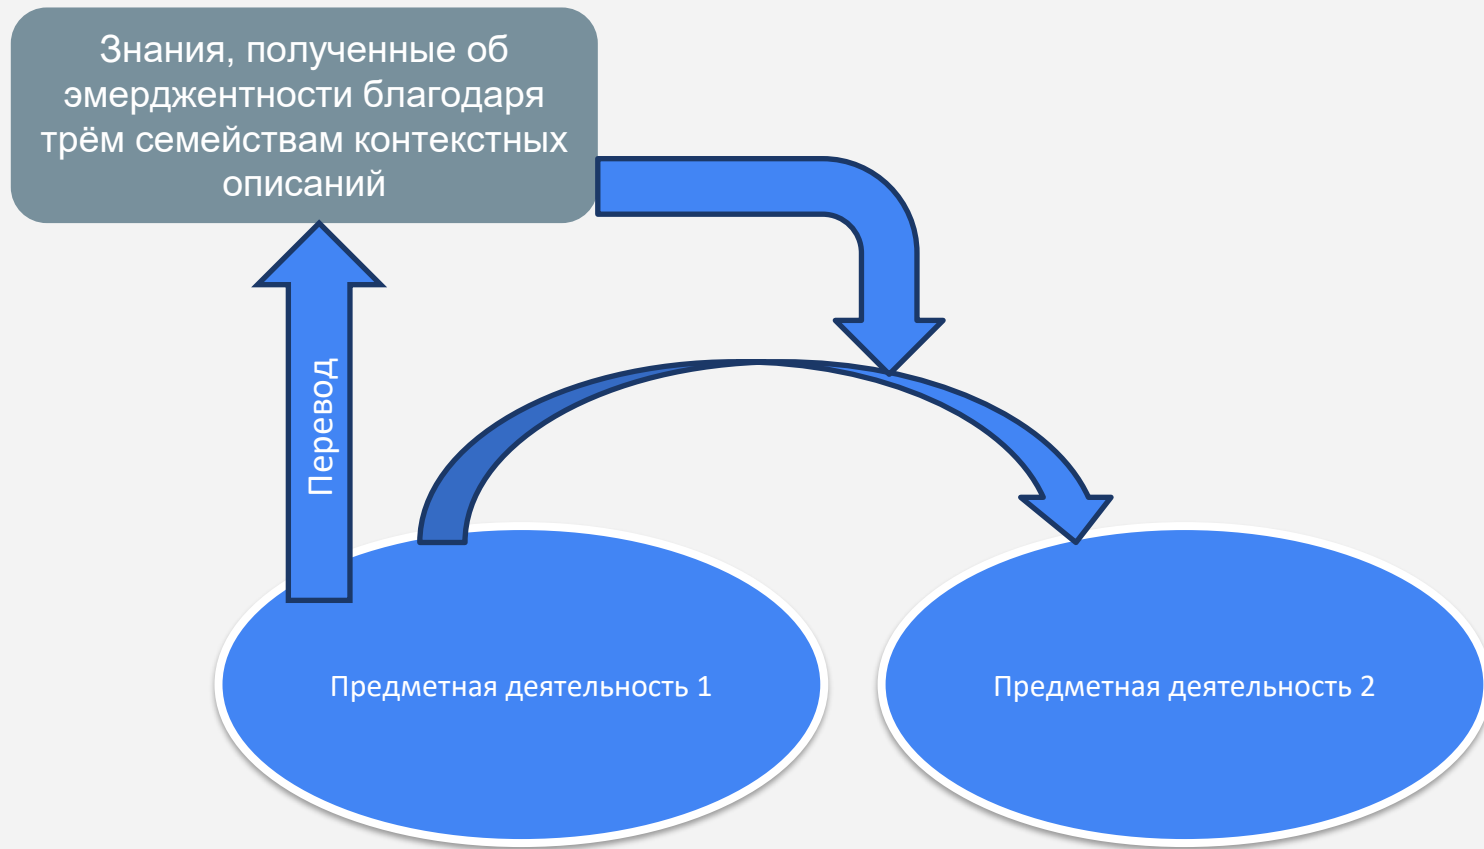 Знания, полученные об
эмерджентности благодаря
трём семействам контекстных
описаний
Перевод
Предметная деятельность 1
Предметная деятельность 2